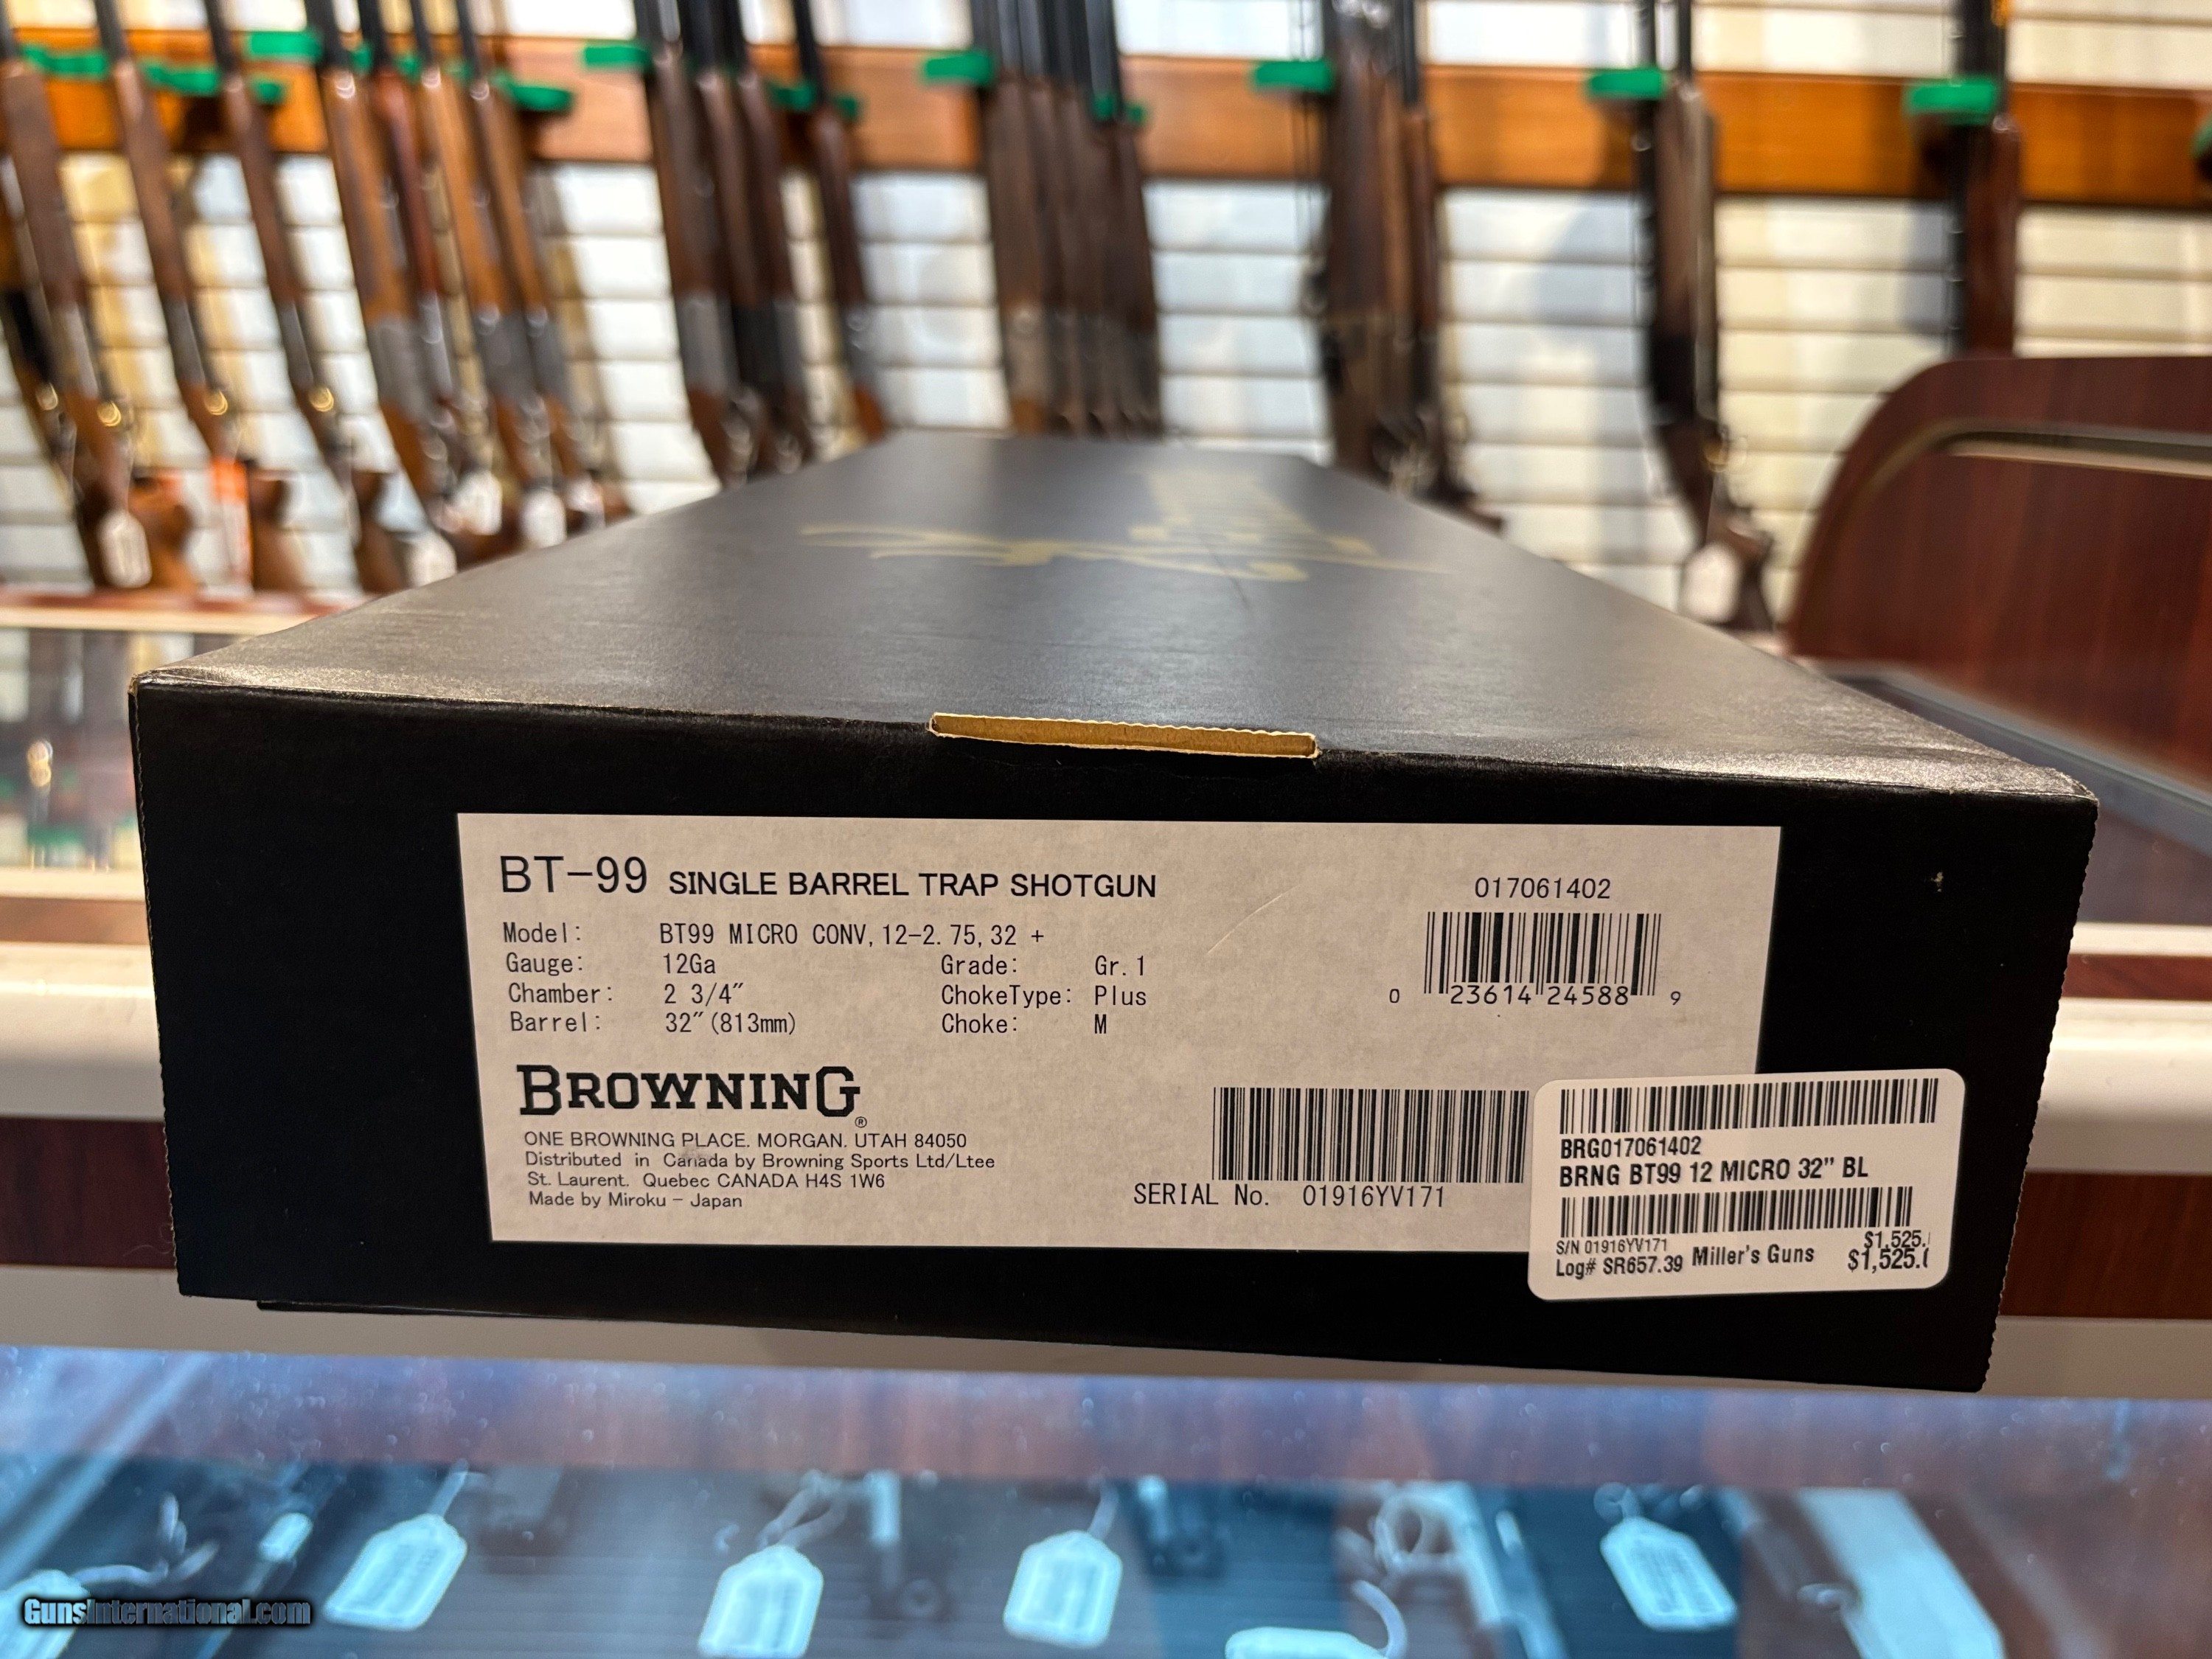 BT-99 SINGLE BARREL TRAP SHOTGUN
017061402
Model: BT99 MICRO CONV, 12-2.75, 32 +
Gauge: 12Ga Grade: Gr.1
Chamber: 2 3/4" ChokeType: Plus
Barrel: 32"(813mm) Choke: M
0 23614 24588 9
BROWNING®
ONE BROWNING PLACE. MORGAN. UTAH 84050
Distributed in Canada by Browning Sports Ltd/Ltee
St. Laurent. Quebec CANADA H4S 1W6
Made by Miroku - Japan
SERIAL No. 01916YV171
BRG017061402
BRNG BT99 12 MICRO 32" BL
S/N 01916YV171 $1,525.
Log# SR657.39 Miller's Guns $1,525.
GunsInternational.com